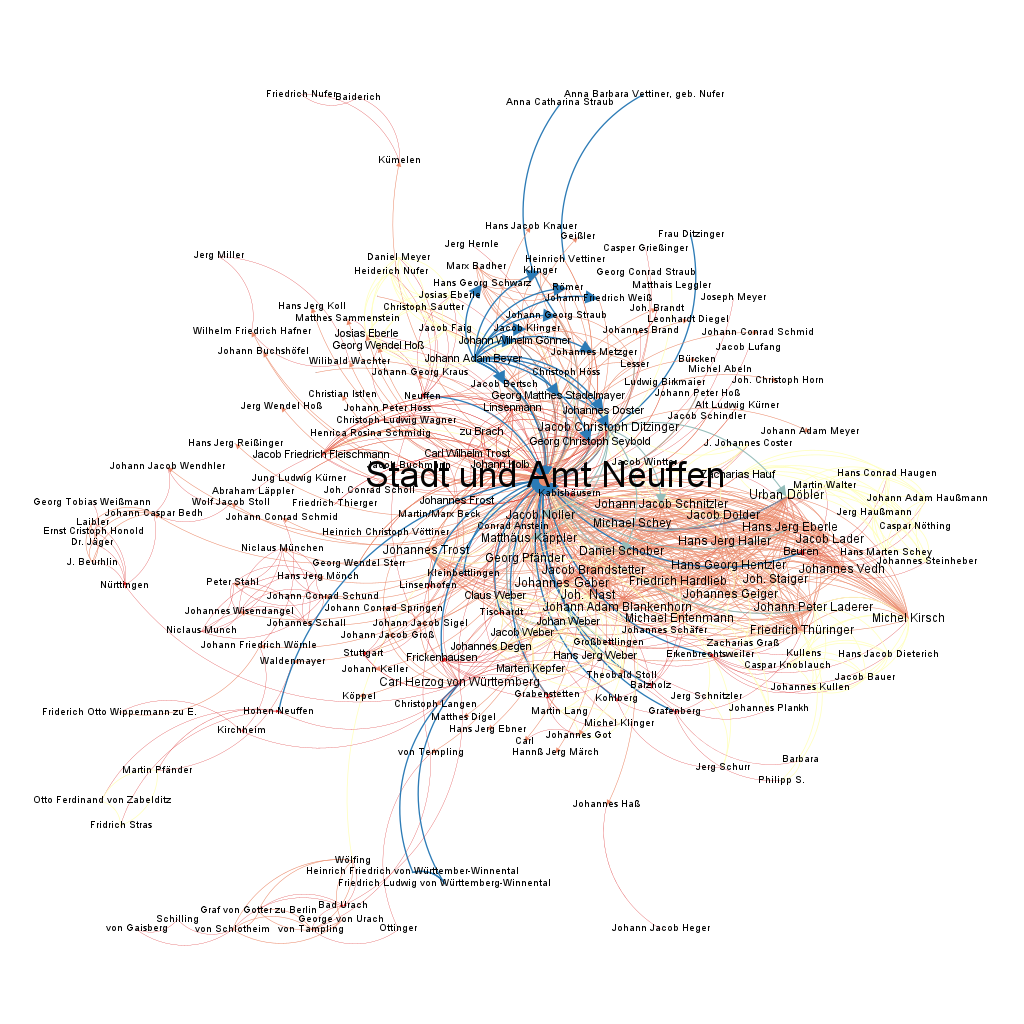 Friedrich Nufer
Baiderich
Anna Catharina Straub
Anna Barbara Vettiner, geb. Nufer
Kümelen
Hans Jacob Knauer
Geißler
Frau Ditzinger
Jerg Hernle
Casper Grießinger
Jerg Miller
Daniel Meyer
Heinrich Vettiner
Marx Badher
Klinger
Heiderich Nufer
Georg Conrad Straub
Hans Georg Schwarz
Römer
Matthais Leggler
Josias Eberle
Johann Friedrich Weiß
Joseph Meyer
Hans Jerg Koll
Christoph Sautter
Joh. Brandt
Matthes Sammenstein
Johann Georg Straub
Leonhardt Diegel
Wilhelm Friedrich Hafner
Josias Eberle
Jacob Faig
Jacob Klinger
Johannes Brand
Johann Conrad Schmid
Georg Wendel Hoß
Johann Wilhelm Gönner
Jacob Lufang
Johann Buchshöfel
Wilibald Wachter
Johann Adam Beyer
Johannes Metzger
Bürcken
Johann Georg Kraus
Christoph Höss
Lesser
Michel Abeln
Jacob Bertsch
Ludwig Birkmaier
Joh. Christoph Horn
Christian Istlen
Neuffen
Georg Matthes Stadelmayer
Johann Peter Hoß
Jerg Wendel Hoß
Johann Peter Hoss
Linsenmann
Johannes Doster
Alt Ludwig Kürner
Christoph Ludwig Wagner
Jacob Schindler
Henrica Rosina Schmidig
zu Brach
Jacob Christoph Ditzinger
Johann Adam Meyer
Hans Jerg Reißinger
Georg Christoph Seybold
J. Johannes Coster
Jacob Friedrich Fleischmann
Carl Wilhelm Trost
Johann Jacob Wendhler
Jacob Buchmann
Johann Holb
Jacob Wintter
Stadt und Amt Neuffen
Zacharias Hauf
Hans Conrad Haugen
Jung Ludwig Kürner
Martin Walter
Abraham Läppler
Joh. Conrad Scholl
Kabishäusern
Urban Döbler
Johann Adam Haußmann
Georg Tobias Weißmann
Wolf Jacob Stoll
Friedrich Thierger
Johannes Frost
Johann Jacob Schnitzler
Jerg Haußmann
Johann Caspar Bedh
Johann Conrad Schmid
Martin/Marx Beck
Jacob Noller
Jacob Dolder
Laibler
Conrad Anstein
Michael Schey
Hans Jerg Eberle
Caspar Nöthing
Ernst Cristoph Honold
Heinrich Christoph Vöttiner
Matthäus Käppler
Hans Jerg Haller
Jacob Lader
Dr. Jäger
Niclaus München
Johannes Trost
Daniel Schober
Beuren
Hans Marten Schey
J. Beuhrlin
Georg Wendel Sterr
Georg Pfänder
Hans Georg Hentzler
Johannes Vedh
Johannes Steinheber
Hans Jerg Mönch
Kleinbettlingen
Jacob Brandstetter
Joh. Staiger
Nürttingen
Peter Stahl
Linsenhofen
Johannes Geber
Friedrich Hardlieb
Johann Conrad Schund
Claus Weber
Joh. Nast
Johannes Geiger
Johannes Wisendangel
Johann Conrad Springen
Tischardt
Johann Adam Blankenhorn
Johann Peter Laderer
Johannes Schall
Johann Jacob Sigel
Johan Weber
Michael Entenmann
Michel Kirsch
Niclaus Munch
Johann Jacob Groß
Jacob Weber
Johannes Schäfer
Friedrich Thüringer
Johann Friedrich Wömle
Johannes Degen
Großbettlingen
Zacharias Graß
Stuttgart
Frickenhausen
Hans Jerg Weber
Erkenbrechtsweiler
Kullens
Hans Jacob Dieterich
Waldenmayer
Johann Keller
Marten Kepfer
Caspar Knoblauch
Carl Herzog von Württemberg
Theobald Stoll
Jacob Bauer
Balzholz
Johannes Kullen
Köppel
Grabenstetten
Kohlberg
Jerg Schnitzler
Christoph Langen
Johannes Plankh
Friderich Otto Wippermann zu E.
Hohen Neuffen
Martin Lang
Grafenberg
Matthes Digel
Michel Klinger
Kirchheim
Hans Jerg Ebner
Johannes Got
Carl
von Templing
Hannß Jerg Märch
Barbara
Martin Pfänder
Jerg Schurr
Philipp S.
Otto Ferdinand von Zabelditz
Johannes Haß
Fridrich Stras
Wölfing
Heinrich Friedrich von Württember-Winnental
Friedrich Ludwig von Württemberg-Winnental
Bad Urach
Graf von Gotter zu Berlin
Schilling
George von Urach
von Gaisberg
von Schlotheim
von Tampling
Ottinger
Johann Jacob Heger